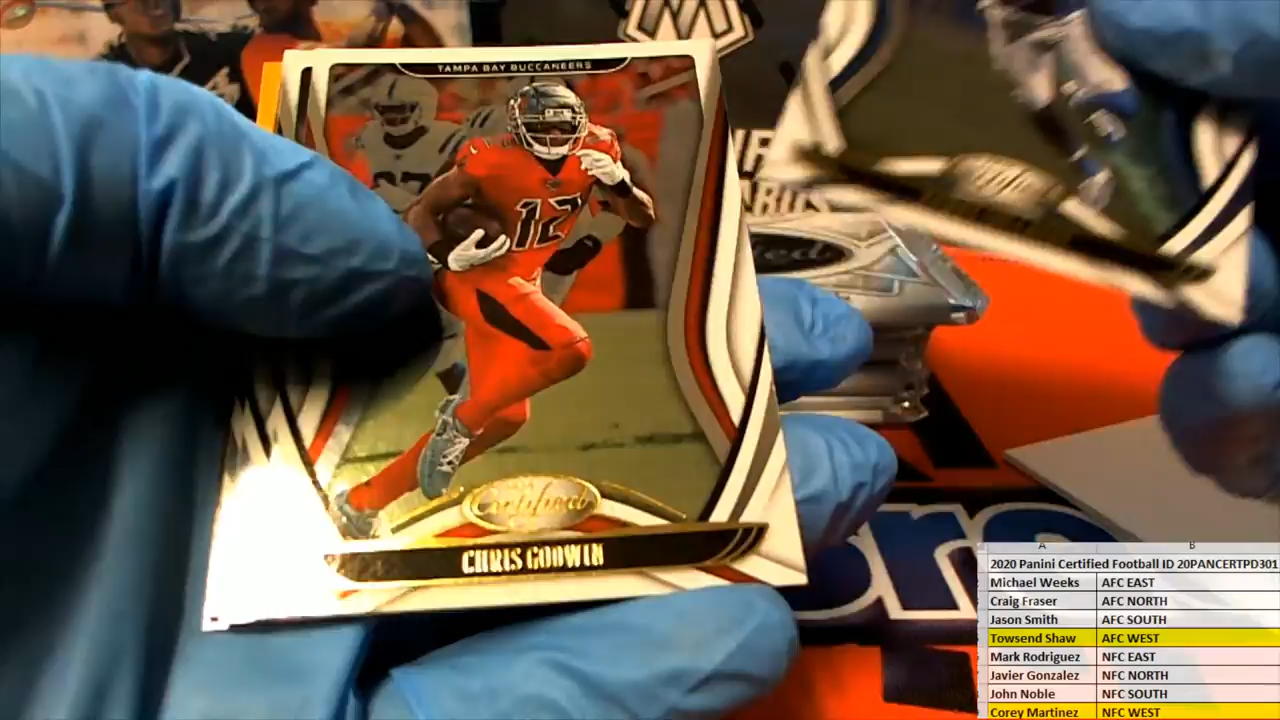 TAMPA BAY BUCCANEERS
12
Certified
CHRIS GODWIN
A B
2020 Panini Certified Football ID 20PANCERTPD301
Michael Weeks AFC EAST
Craig Fraser AFC NORTH
Jason Smith AFC SOUTH
Towsend Shaw AFC WEST
Mark Rodriguez NFC EAST
Javier Gonzalez NFC NORTH
John Noble NFC SOUTH
Corey Martinez NFC WEST